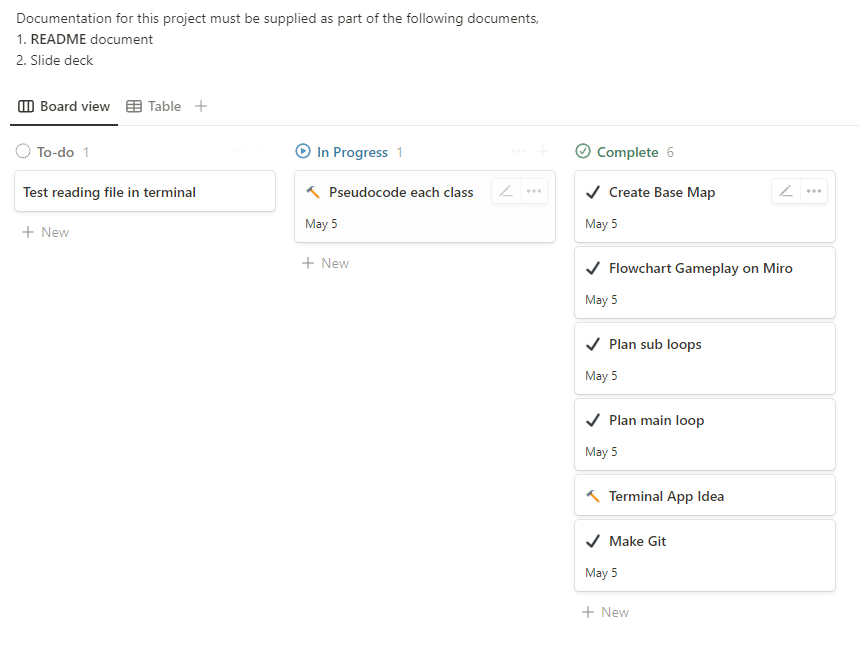 Documentation for this project must be supplied as part of the following documents,
1. README document
2. Slide deck
Board view Table
To-do 1
Test reading file in terminal
New
In Progress 1
Pseudocode each class
May 5
New
Complete 6
Create Base Map
May 5
Flowchart Gameplay on Miro
May 5
Plan sub loops
May 5
Plan main loop
May 5
Terminal App Idea
Make Git
May 5
New